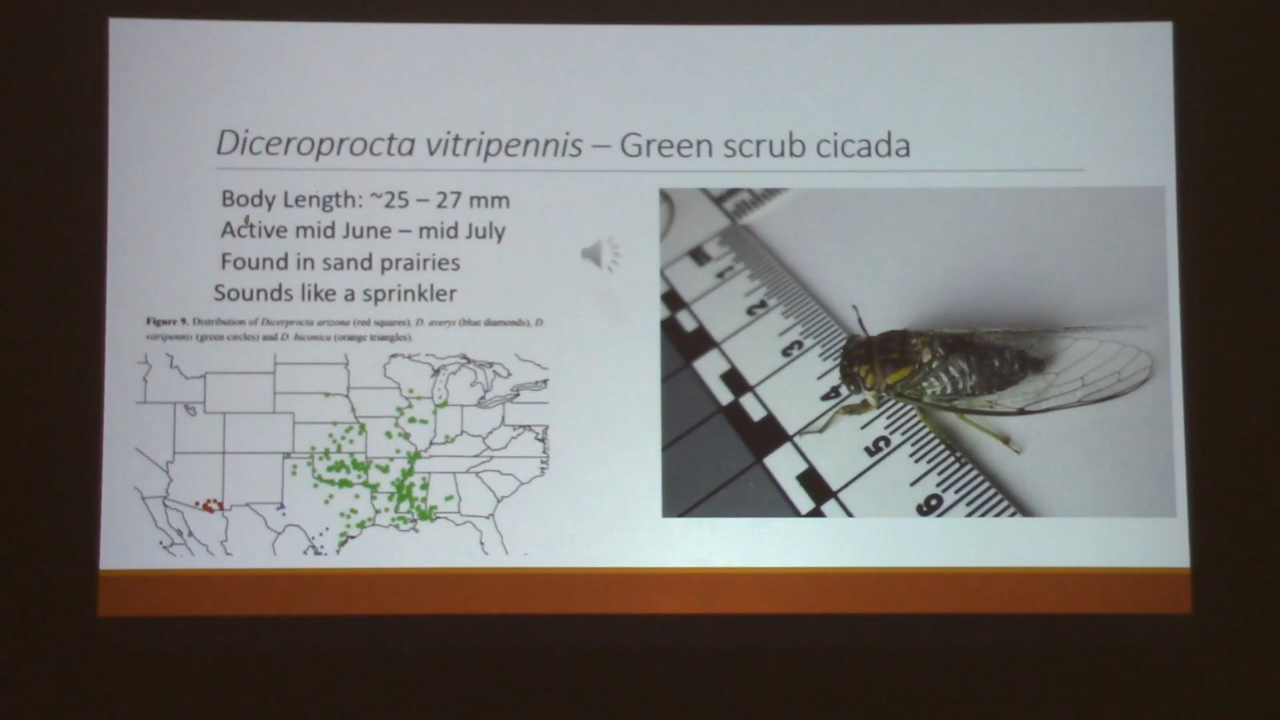 Diceroprocta vitripennis – Green scrub cicada
Body Length: ~25 – 27 mm
Active mid June – mid July
Found in sand prairies
Sounds like a sprinkler
Figure 9. Distribution of Dicerprocta arizona (red squares), D. averyi (blue diamonds), D.
vitripennis (green circles) and D. biconica (orange triangles).
1
2
3
4
5
6